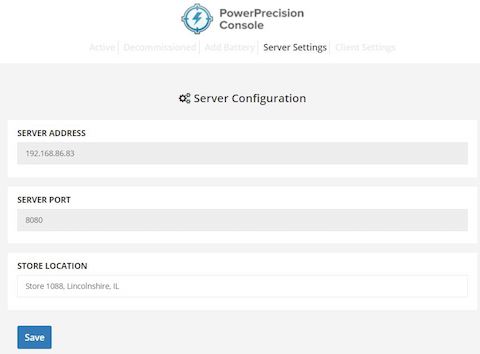 PowerPrecision
Console
Active Decommissioned Add Battery Server Settings Client Settings
Server Configuration
SERVER ADDRESS
192.168.86.83
SERVER PORT
8080
STORE LOCATION
Store 1088, Lincolnshire, IL
Save